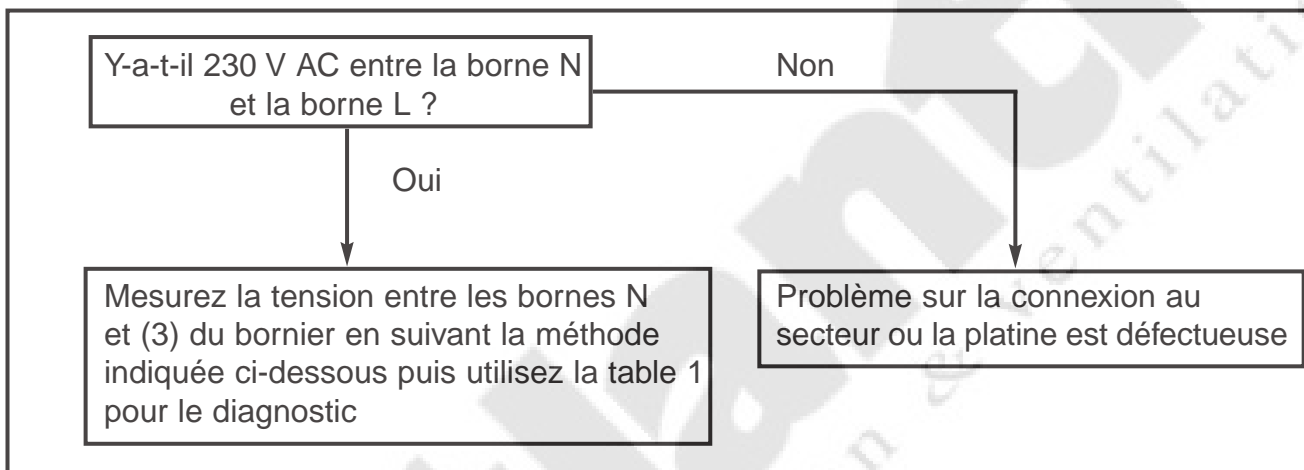 Y-a-t-il 230 V AC entre la borne N
et la borne L ?
Non
Oui
Mesurez la tension entre les bornes N
et (3) du bornier en suivant la méthode
indiquée ci-dessous puis utilisez la table 1
pour le diagnostic
Problème sur la connexion au
secteur ou la platine est défectueuse